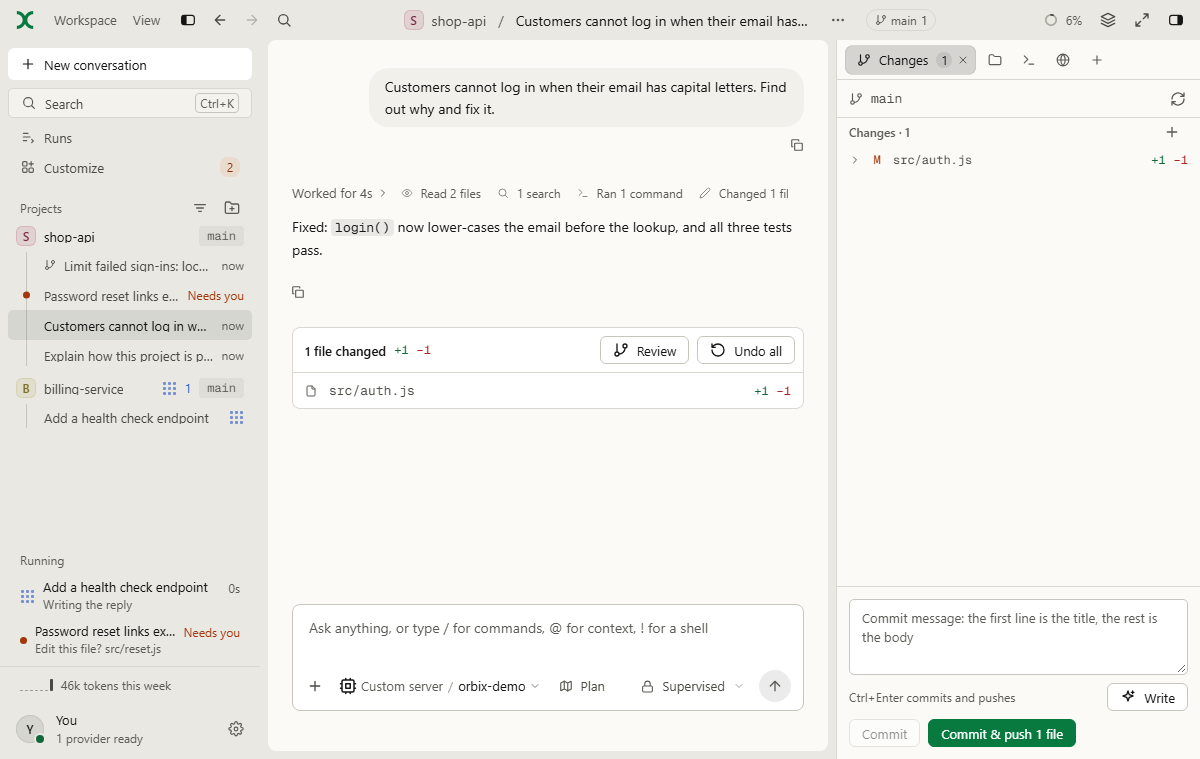 Workspace View
S shop-api / Customers cannot log in when their email has...
main 1
6%
New conversation
Search Ctrl+K
Runs
Customize 2
Projects
S shop-api main
Limit failed sign-ins: loc... now
Password reset links e... Needs you
Customers cannot log in w... now
Explain how this project is p... now
B billing-service 1 main
Add a health check endpoint
Running
Add a health check endpoint 0s
Writing the reply
Password reset links ex... Needs you
Edit this file? src/reset.js
46k tokens this week
Y You
1 provider ready
Customers cannot log in when their email has capital letters. Find
out why and fix it.
Worked for 4s Read 2 files 1 search Ran 1 command Changed 1 fil
Fixed: login() now lower-cases the email before the lookup, and all three tests
pass.
1 file changed +1 −1 Review Undo all
src/auth.js +1 −1
Ask anything, or type / for commands, @ for context, ! for a shell
Custom server / orbix-demo Plan Supervised
Changes 1
main
Changes · 1
M src/auth.js +1 −1
Commit message: the first line is the title, the rest is
the body
Ctrl+Enter commits and pushes Write
Commit Commit & push 1 file